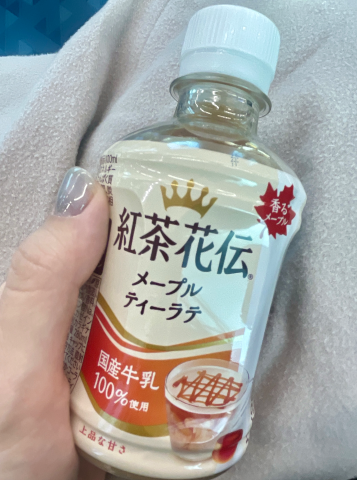 香る
メープル
紅茶花伝®
メープル
ティーラテ
国産牛乳
100%使用
上品な甘さ